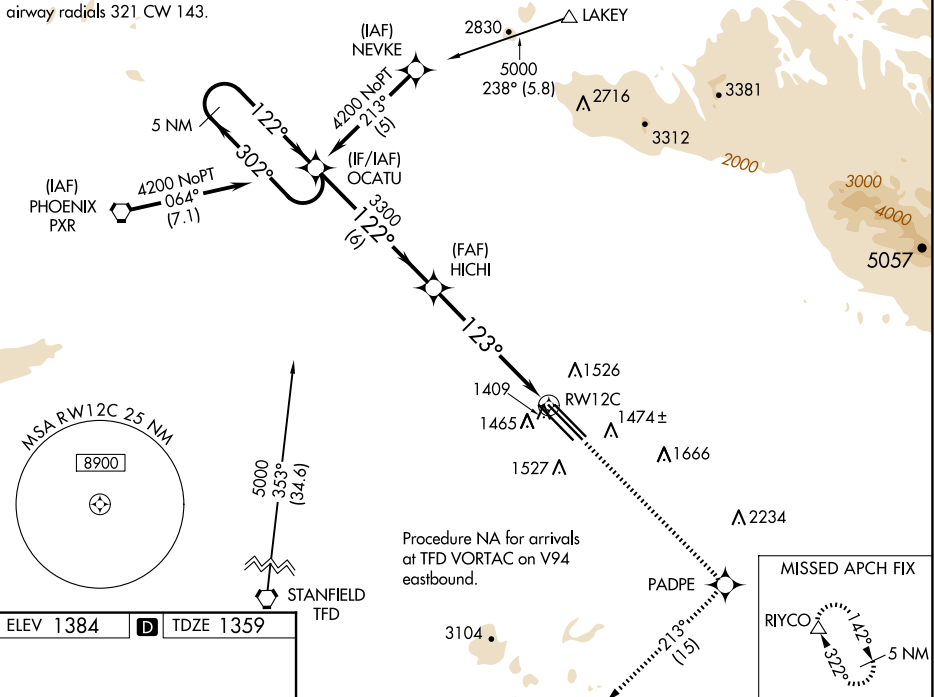 airway radials 321 CW 143.
LAKEY
2830
(IAF)
NEVKE
5000
238° (5.8)
2716
3381
3312
2000
3000
4000
5057
4200 NoPT
213°
(5)
5 NM
122°
302°
(IF/IAF)
OCATU
(IAF)
PHOENIX
PXR
4200 NoPT
064°
(7.1)
3300
122°
(6)
(FAF)
HICHI
123°
1526
RW12C
1409
1465
1474±
1527
1666
2234
MSA RW12C 25 NM
8900
5000
353°
(34.6)
STANFIELD
TFD
Procedure NA for arrivals
at TFD VORTAC on V94
eastbound.
PADPE
213°
(15)
3104
MISSED APCH FIX
RIYCO
142°
322°
5 NM
ELEV 1384 D TDZE 1359